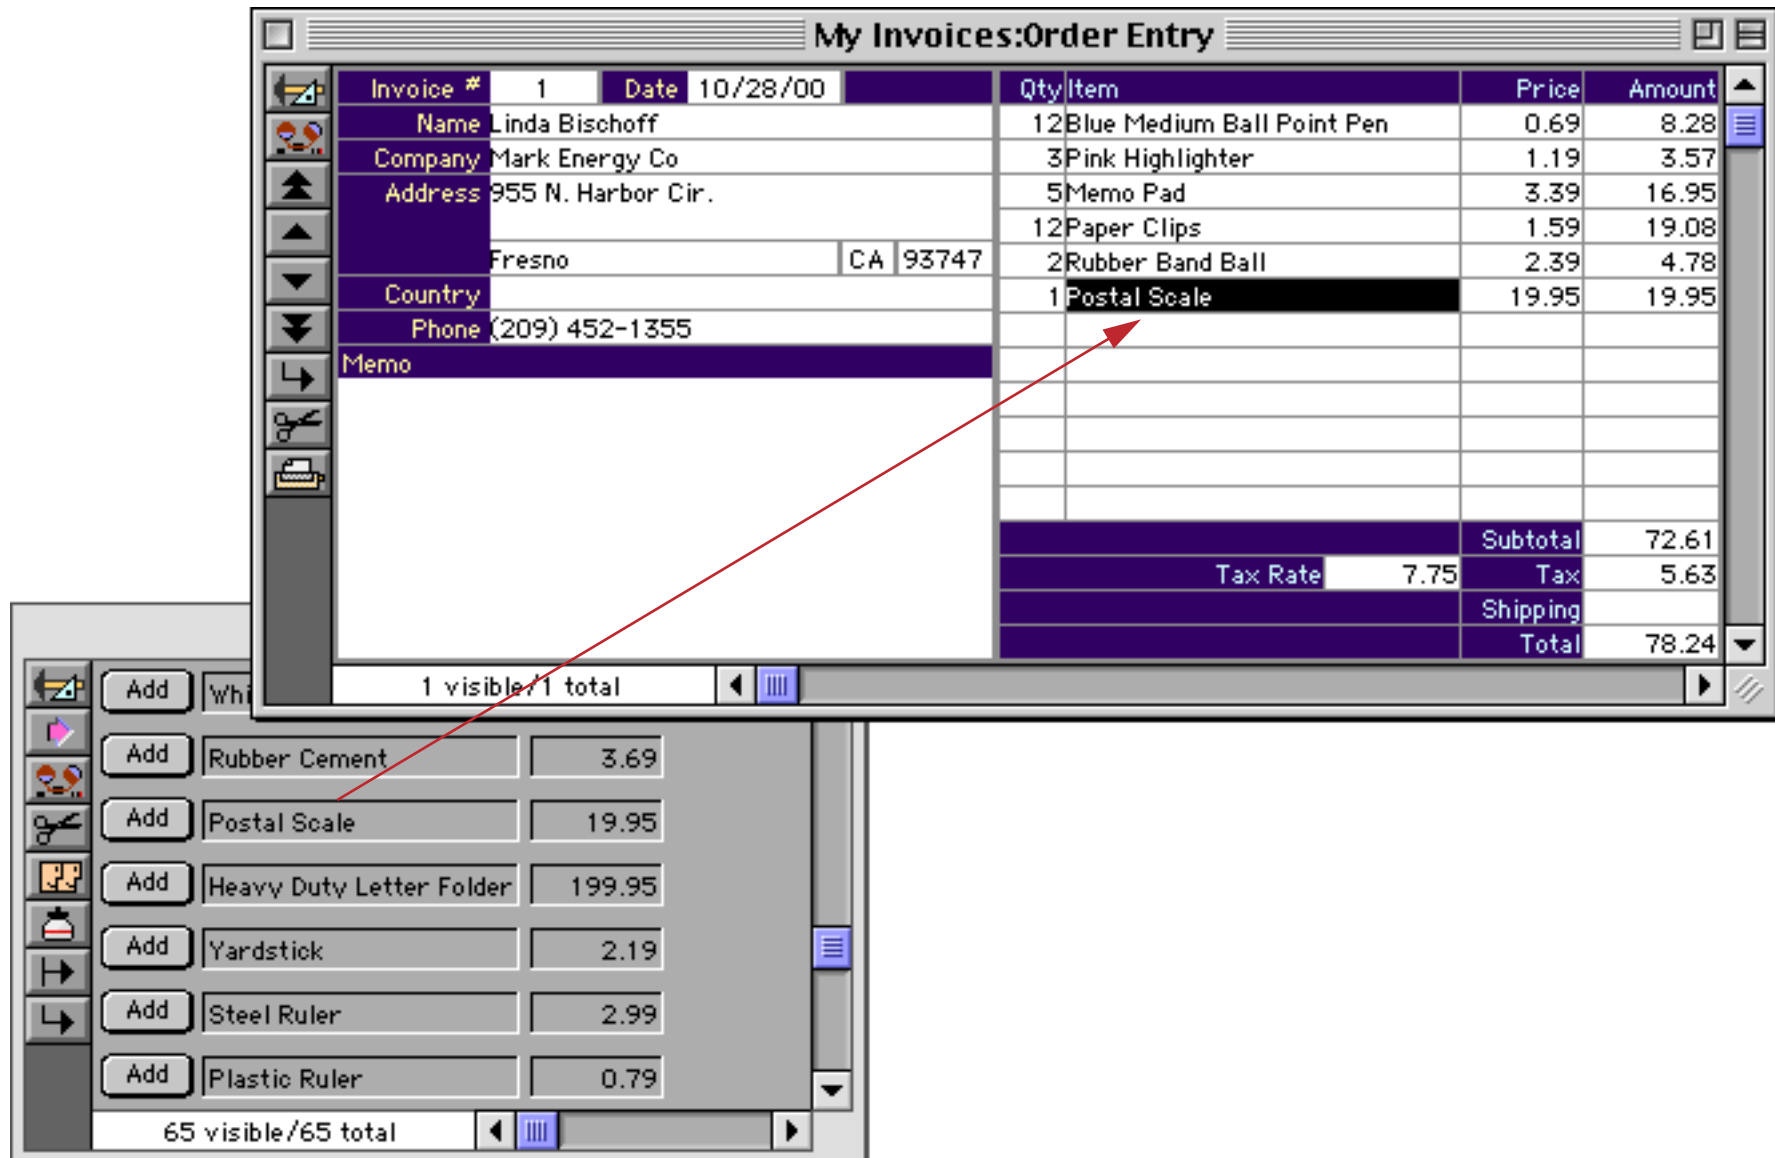 My Invoices:Order Entry
Invoice # 1 Date 10/28/00
Name Linda Bischoff
Company Mark Energy Co
Address 955 N. Harbor Cir.
Fresno CA 93747
Country
Phone (209) 452-1355
Memo
Qty Item Price Amount
12 Blue Medium Ball Point Pen 0.69 8.28
3 Pink Highlighter 1.19 3.57
5 Memo Pad 3.39 16.95
12 Paper Clips 1.59 19.08
2 Rubber Band Ball 2.39 4.78
1 Postal Scale 19.95 19.95
Subtotal 72.61
Tax Rate 7.75 Tax 5.63
Shipping
Total 78.24
1 visible/1 total
Add Whi
Add Rubber Cement 3.69
Add Postal Scale 19.95
Add Heavy Duty Letter Folder 199.95
Add Yardstick 2.19
Add Steel Ruler 2.99
Add Plastic Ruler 0.79
65 visible/65 total